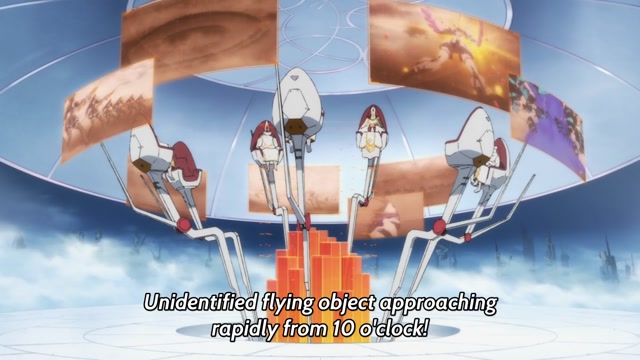 Unidentified flying object approaching
rapidly from 10 o'clock!